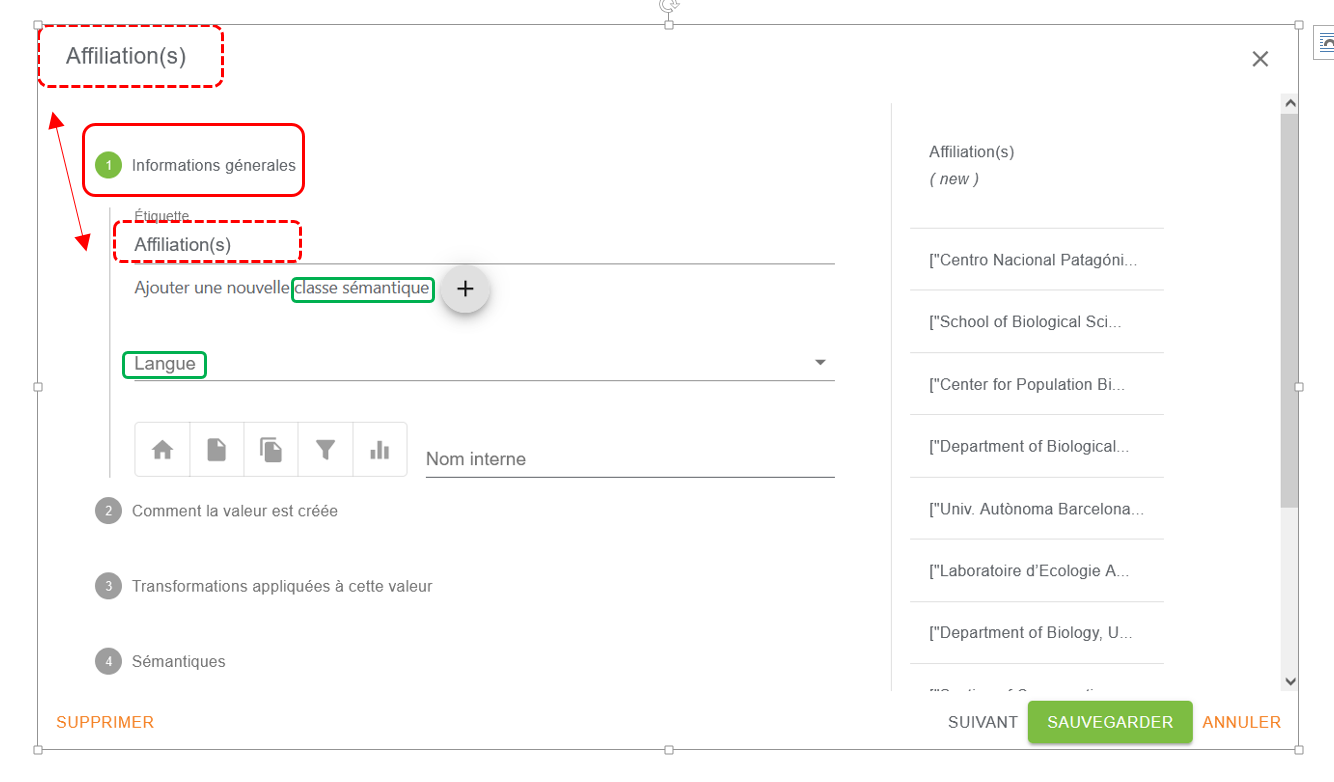 Affiliation(s)
1 Informations génerales
Étiquette
Affiliation(s)
Ajouter une nouvelle classe sémantique +
Langue
Nom interne
2 Comment la valeur est créée
3 Transformations appliquées à cette valeur
4 Sémantiques
Affiliation(s)
( new )
["Centro Nacional Patagóni...
["School of Biological Sci...
["Center for Population Bi...
["Department of Biological...
["Univ. Autònoma Barcelona...
["Laboratoire d'Ecologie A...
["Department of Biology, U...
SUPPRIMER
SUIVANT
SAUVEGARDER
ANNULER